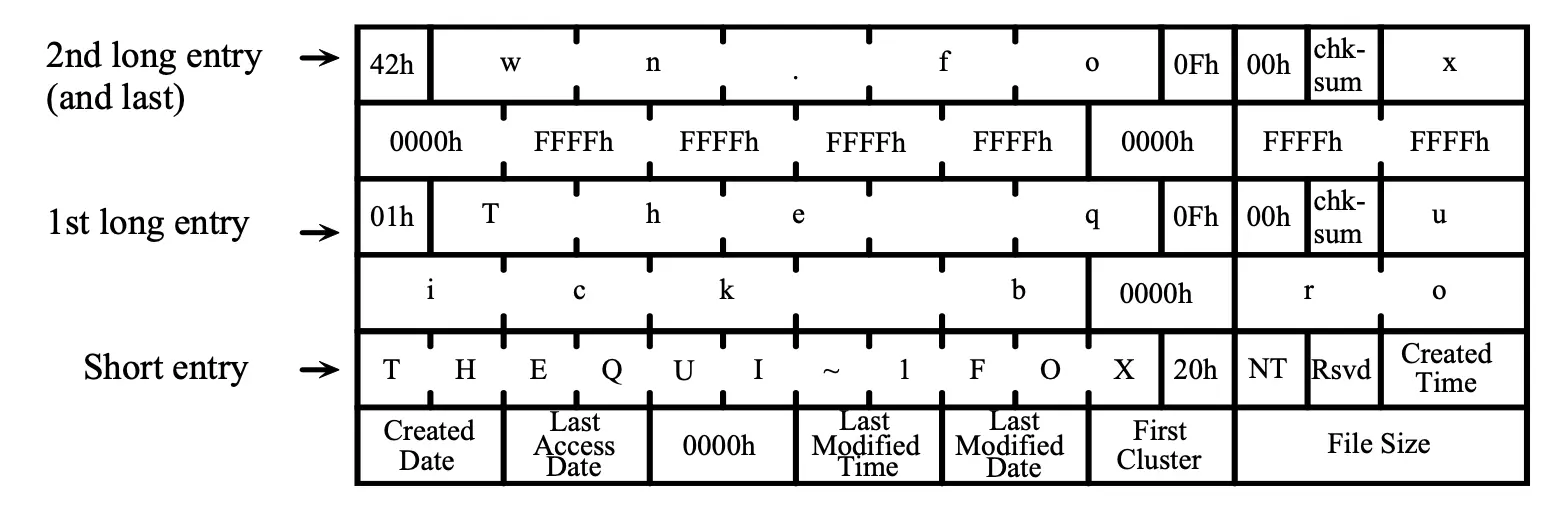 2nd long entry (and last) → 42h w n . f o 0Fh 00h chk-sum x
0000h FFFFh FFFFh FFFFh FFFFh 0000h FFFFh FFFFh
1st long entry → 01h T h e q 0Fh 00h chk-sum u
i c k b 0000h r o
Short entry → T H E Q U I ~ 1 F O X 20h NT Rsvd Created Time
Created Date Last Access Date 0000h Last Modified Time Last Modified Date First Cluster File Size